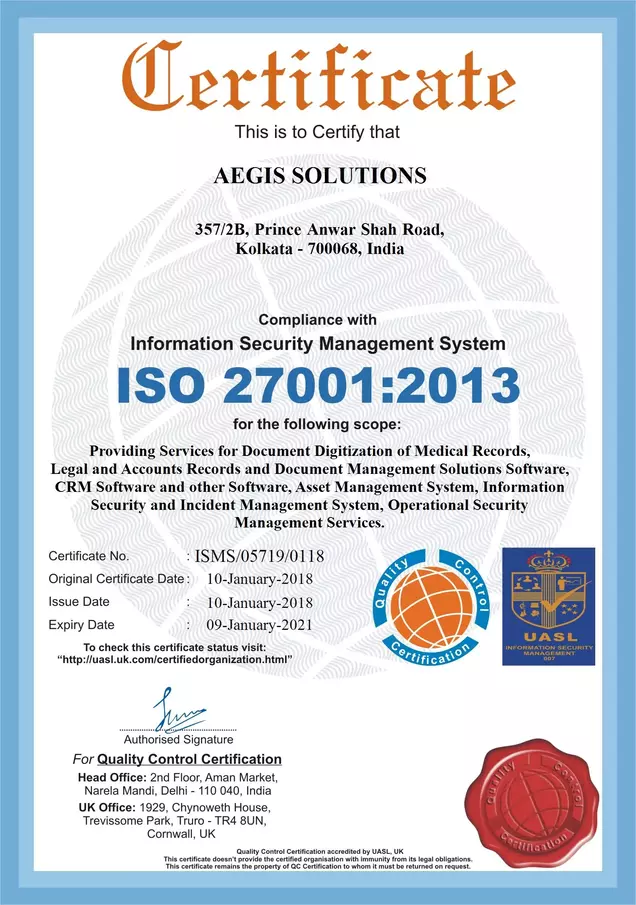 Certificate
This is to Certify that
AEGIS SOLUTIONS
357/2B, Prince Anwar Shah Road,
Kolkata - 700068, India
Compliance with
Information Security Management System
ISO 27001:2013
for the following scope:
Providing Services for Document Digitization of Medical Records,
Legal and Accounts Records and Document Management Solutions Software,
CRM Software and other Software, Asset Management System, Information
Security and Incident Management System, Operational Security
Management Services.
Certificate No. : ISMS/05719/0118
Original Certificate Date : 10-January-2018
Issue Date : 10-January-2018
Expiry Date : 09-January-2021
To check this certificate status visit:
“http://uasl.uk.com/certifiedorganization.html”
Quality Control
Certification
UASL
INFORMATION SECURITY
MANAGEMENT
007
Authorised Signature
For Quality Control Certification
Head Office: 2nd Floor, Aman Market,
Narela Mandi, Delhi - 110 040, India
UK Office: 1929, Chynoweth House,
Trevissome Park, Truro - TR4 8UN,
Cornwall, UK
Quality Control
Certification
Quality Control Certification accredited by UASL, UK
This certificate doesn't provide the certified organisation with immunity from its legal obligations.
This certificate remains the property of QC Certification to whom it must be returned on request.